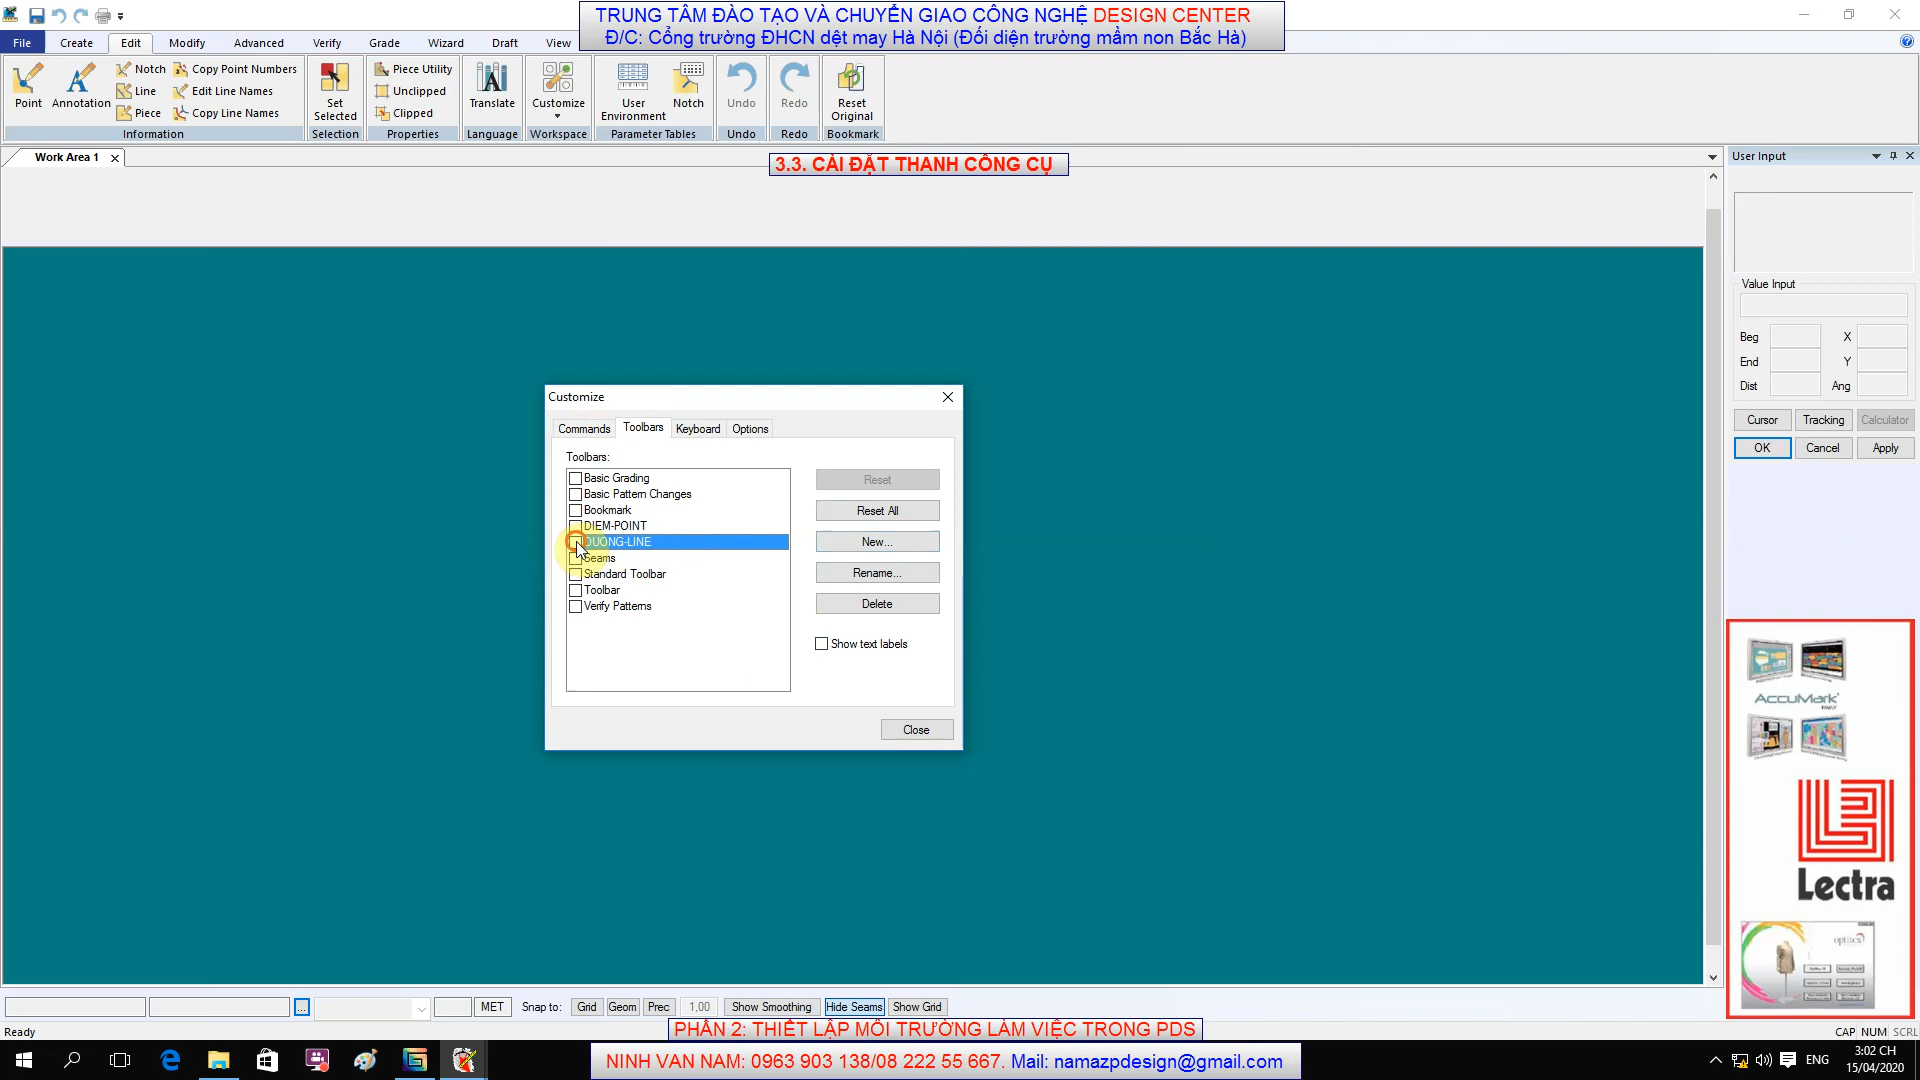 TRUNG TÂM ĐÀO TẠO VÀ CHUYỂN GIAO CÔNG NGHỆ DESIGN CENTER
Đ/C: Cổng trường ĐHCN dệt may Hà Nội (Đối diện trường mầm non Bắc Hà)
File Create Edit Modify Advanced Verify Grade Wizard Draft View
Point Annotation Notch Line Piece Copy Point Numbers Edit Line Names Copy Line Names
Set Selected
Piece Utility Unclipped Clipped
Translate Customize
User Environment Notch
Undo Redo
Reset Original
Information Selection Properties Language Workspace Parameter Tables Undo Redo Bookmark
Work Area 1
3.3. CÀI ĐẶT THANH CÔNG CỤ
User Input
Value Input
Beg X
End Y
Dist Ang
Cursor Tracking Calculator
OK Cancel Apply
Customize
Commands Toolbars Keyboard Options
Toolbars:
Basic Grading
Basic Pattern Changes
Bookmark
DIEM-POINT
DUONG-LINE
Seams
Standard Toolbar
Toolbar
Verify Patterns
Reset
Reset All
New...
Rename...
Delete
Show text labels
Close
AccuMark
FAMILY
Lectra
optitex
... MET Snap to: Grid Geom Prec 1,00 Show Smoothing Hide Seams Show Grid
Ready
CAP NUM SCRL
PHẦN 2: THIẾT LẬP MÔI TRƯỜNG LÀM VIỆC TRONG PDS
NINH VAN NAM: 0963 903 138/08 222 55 667. Mail: namazpdesign@gmail.com
ENG
3:02 CH
15/04/2020